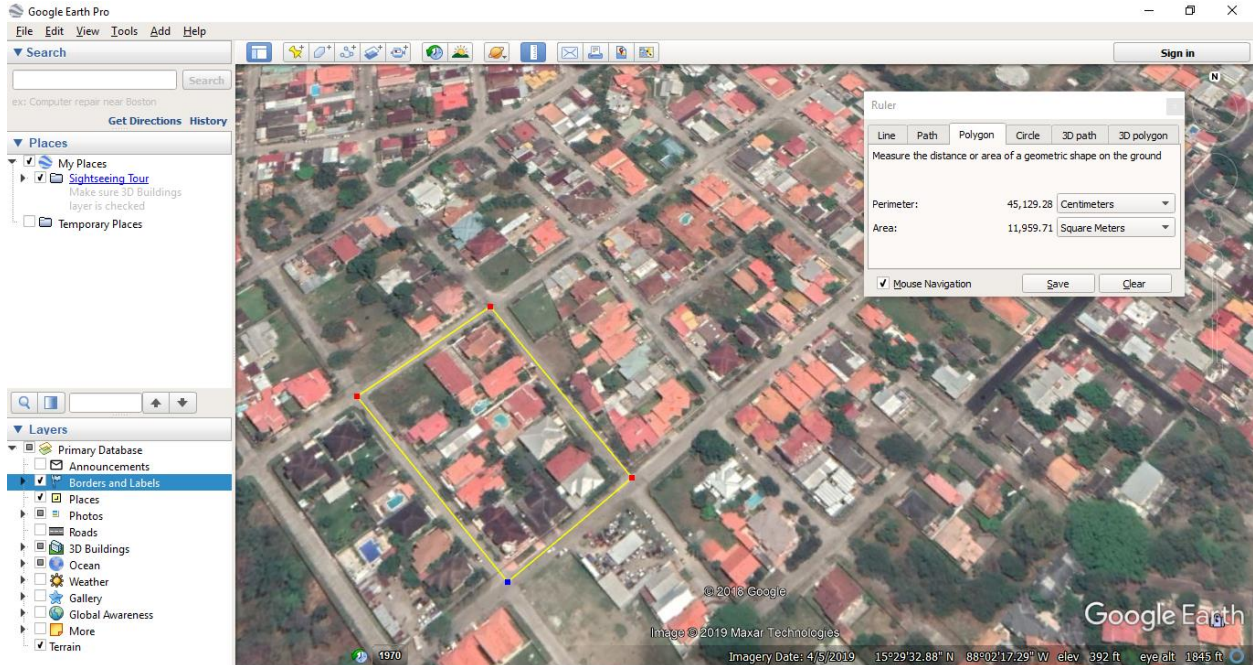 Google Earth Pro
File Edit View Tools Add Help
Search
Sign in
Search
ex: Computer repair near Boston
Get Directions History
Places
My Places
Sightseeing Tour
Make sure 3D Buildings
layer is checked
Temporary Places
N
Ruler
Line Path Polygon Circle 3D path 3D polygon
Measure the distance or area of a geometric shape on the ground
Perimeter: 45,129.28 Centimeters
Area: 11,959.71 Square Meters
Mouse Navigation Save Clear
Layers
Primary Database
Announcements
Borders and Labels
Places
Photos
Roads
3D Buildings
Ocean
Weather
Gallery
Global Awareness
More
Terrain
© 2018 Google
Image © 2019 Maxar Technologies
Google Earth
1970
Imagery Date: 4/5/2019 15°29'32.88" N 88°02'17.29" W elev 392 ft eye alt 1845 ft